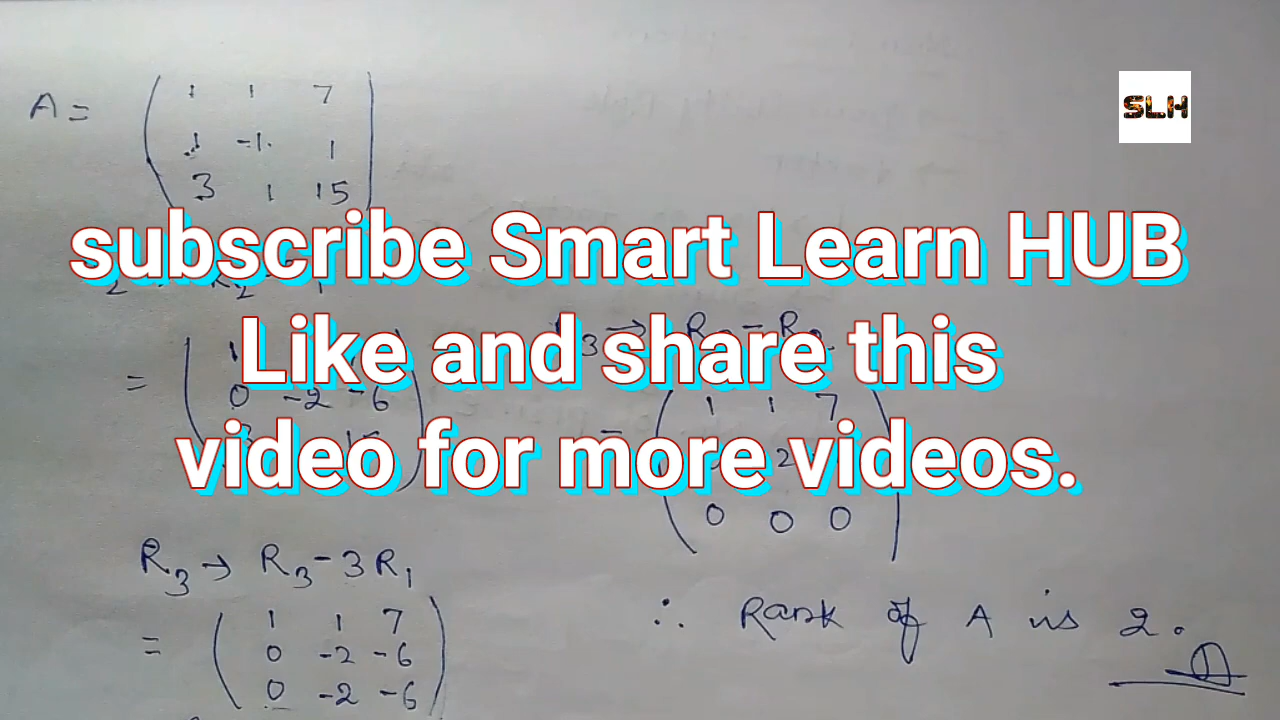 A =
1 1 7
1 -1 1
3 1 15
SLH
subscribe Smart Learn HUB
Like and share this
video for more videos.
=
0 -2 -6
R3 → R3 - 3R1
=
1 1 7
0 -2 -6
0 -2 -6
1 1 7
0 0 0
∴ Rank of A is 2.